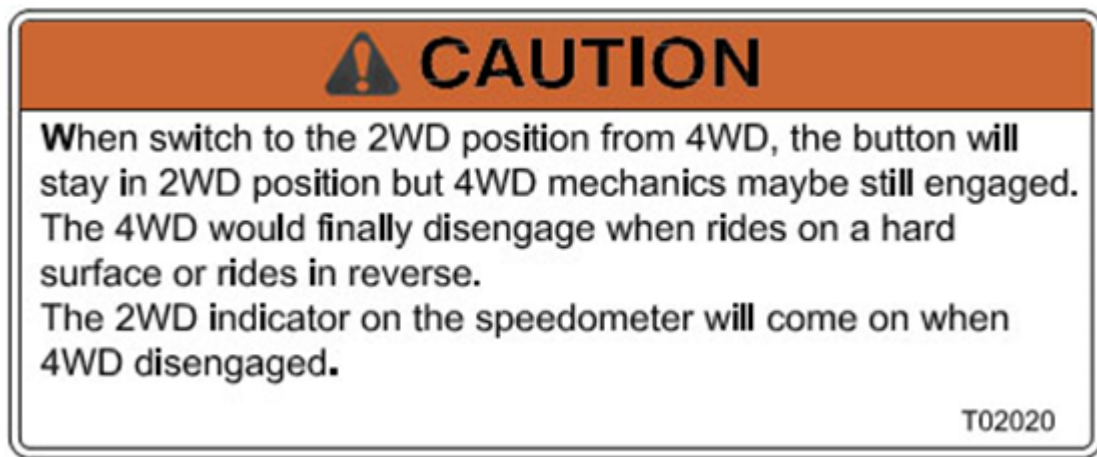 CAUTION
When switch to the 2WD position from 4WD, the button will
stay in 2WD position but 4WD mechanics maybe still engaged.
The 4WD would finally disengage when rides on a hard
surface or rides in reverse.
The 2WD indicator on the speedometer will come on when
4WD disengaged.
T02020